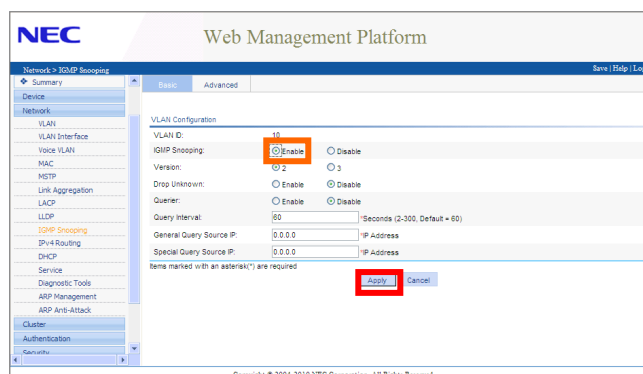 NEC
Web Management Platform
Network > IGMP Snooping
Save | Help |
Summary
Device
Network
VLAN
VLAN Interface
Voice VLAN
MAC
MSTP
Link Aggregation
LACP
LLDP
IGMP Snooping
IPv4 Routing
DHCP
Service
Diagnostic Tools
ARP Management
ARP Anti-Attack
Cluster
Authentication
Security
Basic Advanced
VLAN Configuration
VLAN ID: 10
IGMP Snooping: Enable Disable
Version: 2 3
Drop Unknown: Enable Disable
Querier: Enable Disable
Query Interval: 60 *Seconds (2-300, Default = 60)
General Query Source IP: 0.0.0.0 *IP Address
Special Query Source IP: 0.0.0.0 *IP Address
Items marked with an asterisk(*) are required
Apply Cancel